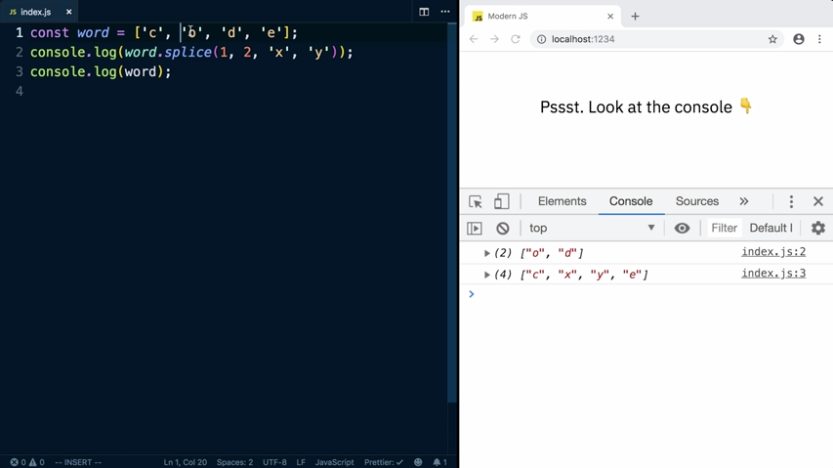 JS index.js ×
1 const word = ['c', 'o', 'd', 'e'];
2 console.log(word.splice(1, 2, 'x', 'y'));
3 console.log(word);
4
0 0 -- INSERT -- Ln 1, Col 20 Spaces: 2 UTF-8 LF JavaScript Prettier: ✓ 1
JS Modern JS × +
localhost:1234
Pssst. Look at the console 👇
Elements Console Sources »
top ▼ Filter Default l
▶ (2) ["o", "d"] index.js:2
▶ (4) ["c", "x", "y", "e"] index.js:3
>